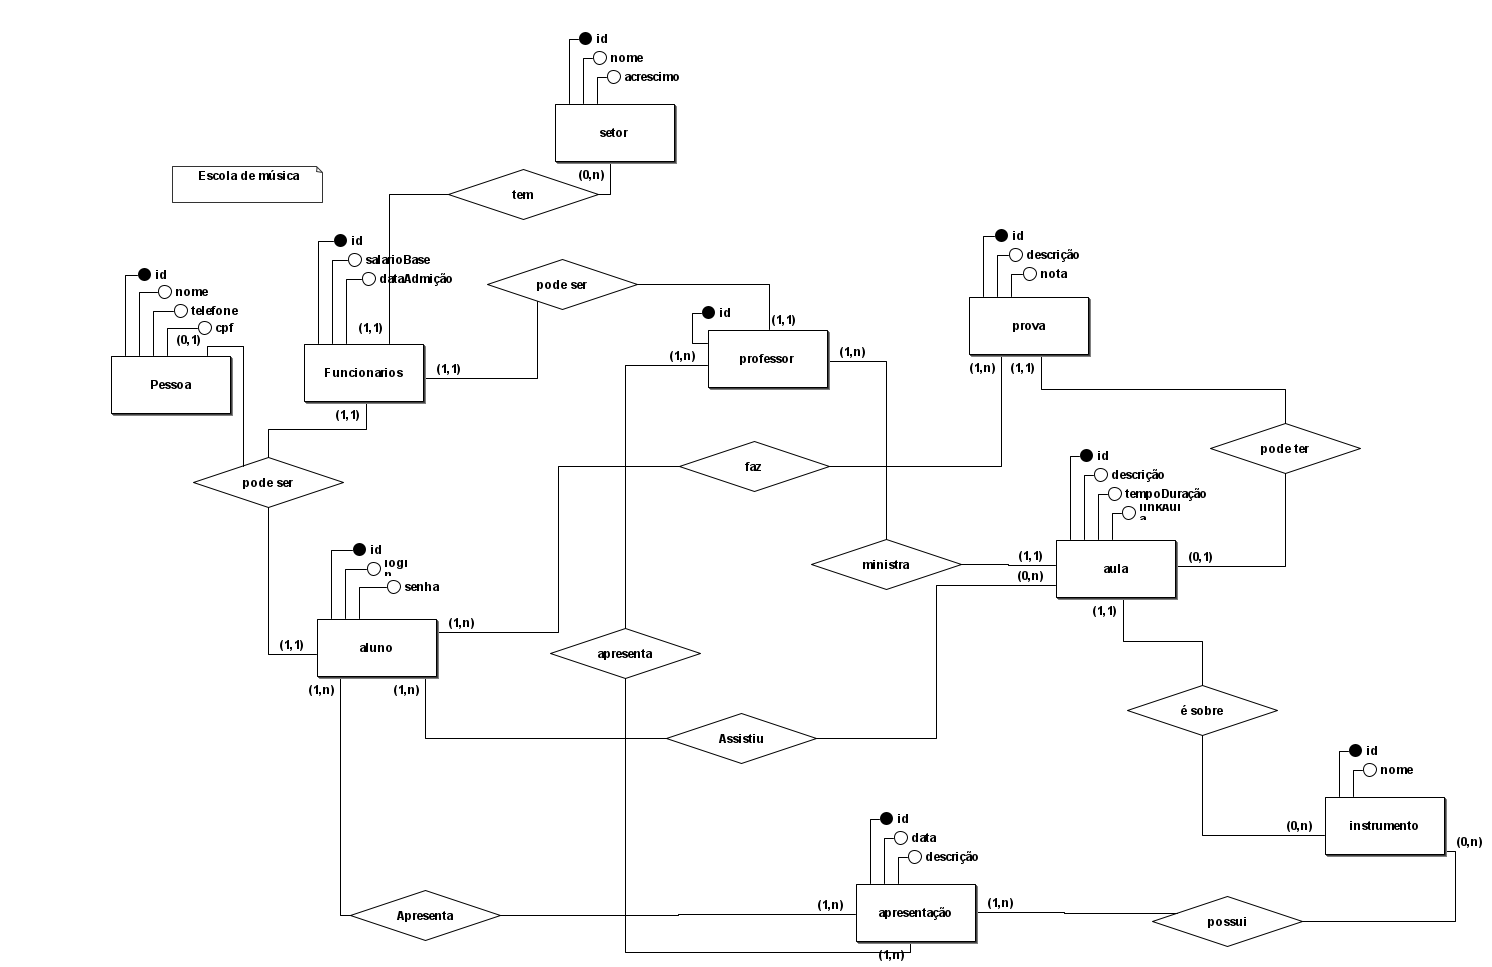 id
nome
acrescimo
setor
(0,n)
tem
Escola de música
id
salarioBase
dataAdmição
(1,1)
Funcionarios
(1,1)
(1,1)
id
nome
telefone
cpf
(0,1)
Pessoa
pode ser
pode ser
id
(1,1)
professor
(1,n)
(1,n)
id
descrição
nota
prova
(1,n)
(1,1)
faz
pode ter
id
descrição
tempoDuração
linkAul
a
(1,1)
(0,n)
aula
(0,1)
(1,1)
ministra
id
logi
n
senha
(1,1)
aluno
(1,n)
(1,n)
(1,n)
apresenta
Assistiu
é sobre
id
nome
instrumento
(0,n)
(0,n)
id
data
descrição
apresentação
(1,n)
(1,n)
(1,n)
Apresenta
possui